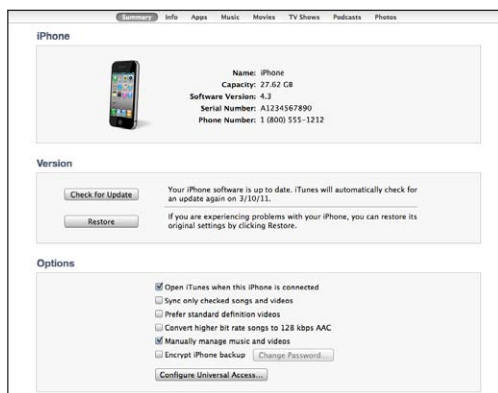 Summary Info Apps Music Movies TV Shows Podcasts Photos
iPhone
Name: iPhone
Capacity: 27.62 GB
Software Version: 4.3
Serial Number: A1234567890
Phone Number: 1 (800) 555-1212
Version
Check for Update
Your iPhone software is up to date. iTunes will automatically check for
an update again on 3/10/11.
Restore
If you are experiencing problems with your iPhone, you can restore its
original settings by clicking Restore.
Options
Open iTunes when this iPhone is connected
Sync only checked songs and videos
Prefer standard definition videos
Convert higher bit rate songs to 128 kbps AAC
Manually manage music and videos
Encrypt iPhone backup Change Password...
Configure Universal Access...